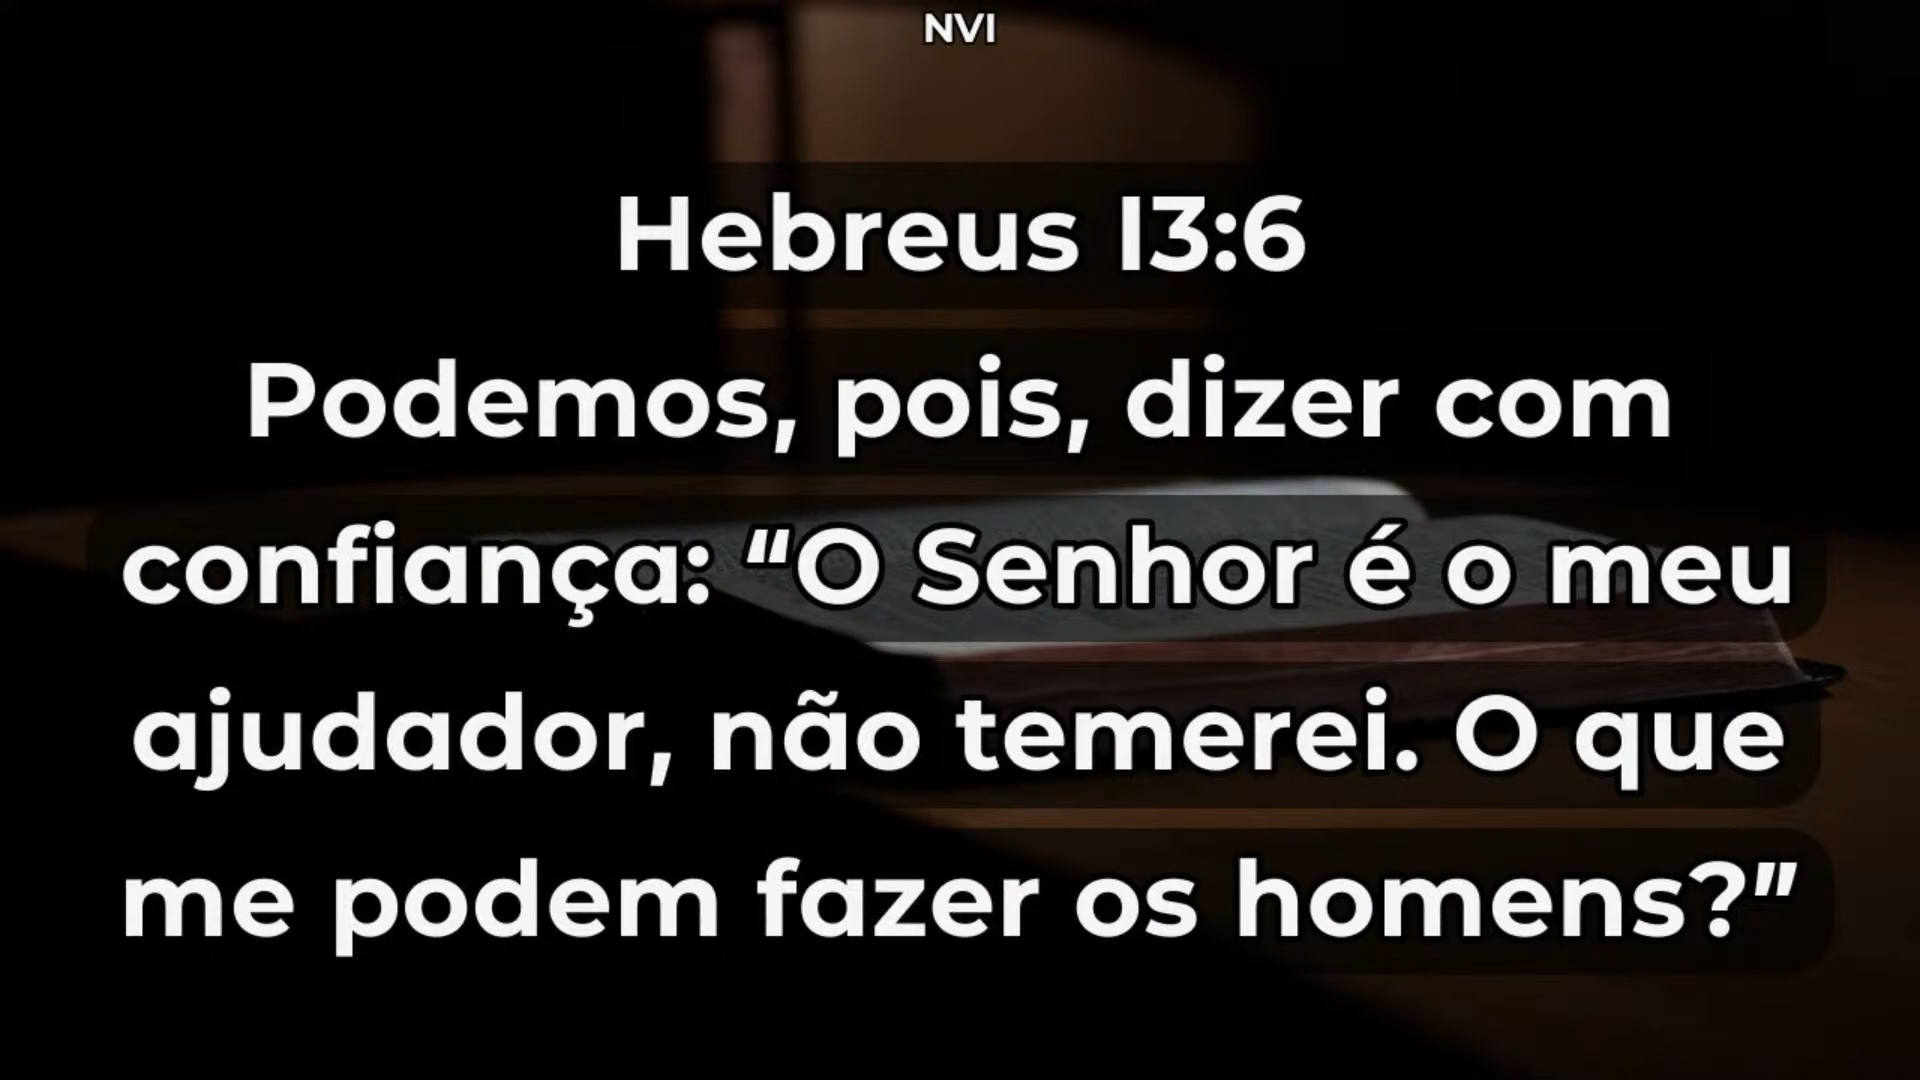 NVI
Hebreus 13:6
Podemos, pois, dizer com
confiança: “O Senhor é o meu
ajudador, não temerei. O que
me podem fazer os homens?”